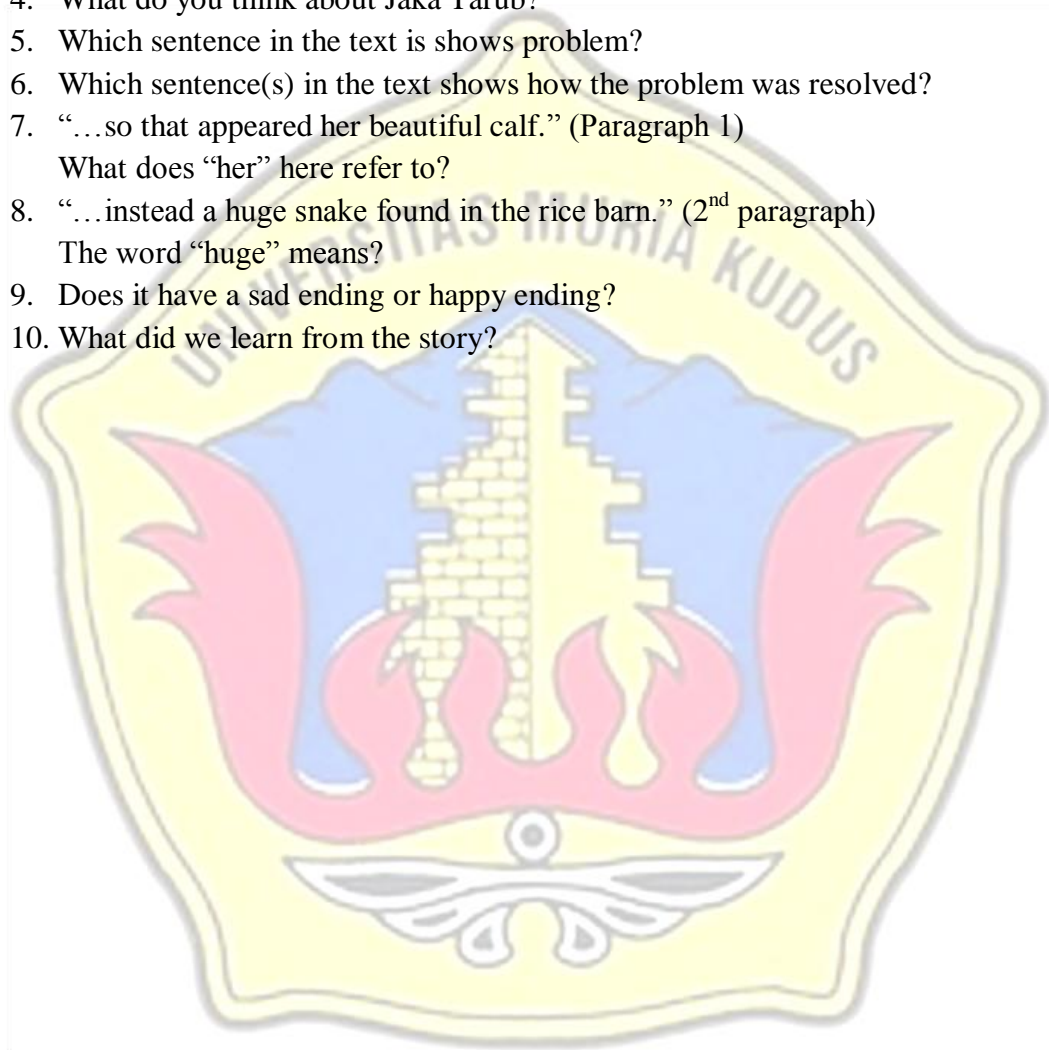 4. What do you think about Jaka Tarub?
5. Which sentence in the text is shows problem?
6. Which sentence(s) in the text shows how the problem was resolved?
7. “…so that appeared her beautiful calf.” (Paragraph 1)
What does “her” here refer to?
8. “…instead a huge snake found in the rice barn.” (2nd paragraph)
The word “huge” means?
9. Does it have a sad ending or happy ending?
10. What did we learn from the story?
UNIVERSITAS MURIA KUDUS